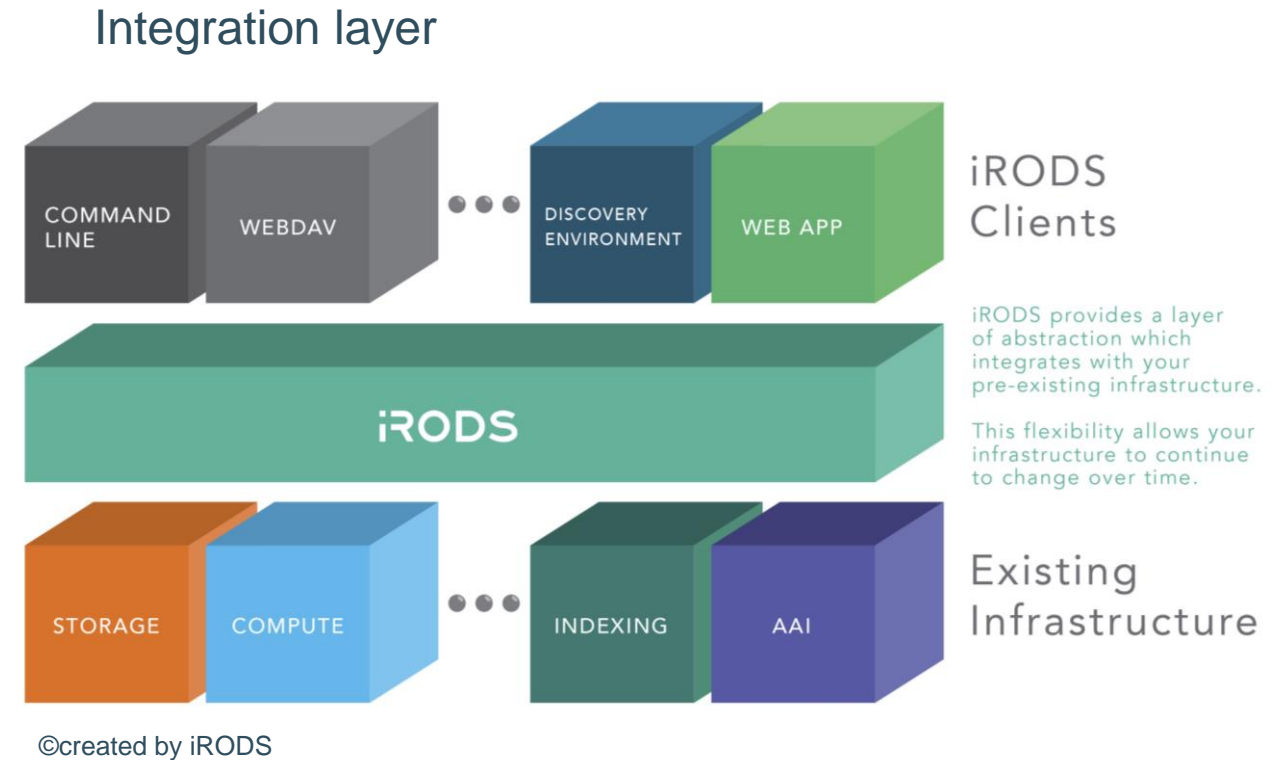 Integration layer
COMMAND
LINE
WEBDAV
DISCOVERY
ENVIRONMENT
WEB APP
iRODS
Clients
iRODS provides a layer
of abstraction which
integrates with your
pre-existing infrastructure.
This flexibility allows your
infrastructure to continue
to change over time.
iRODS
STORAGE
COMPUTE
INDEXING
AAI
Existing
Infrastructure
©created by iRODS